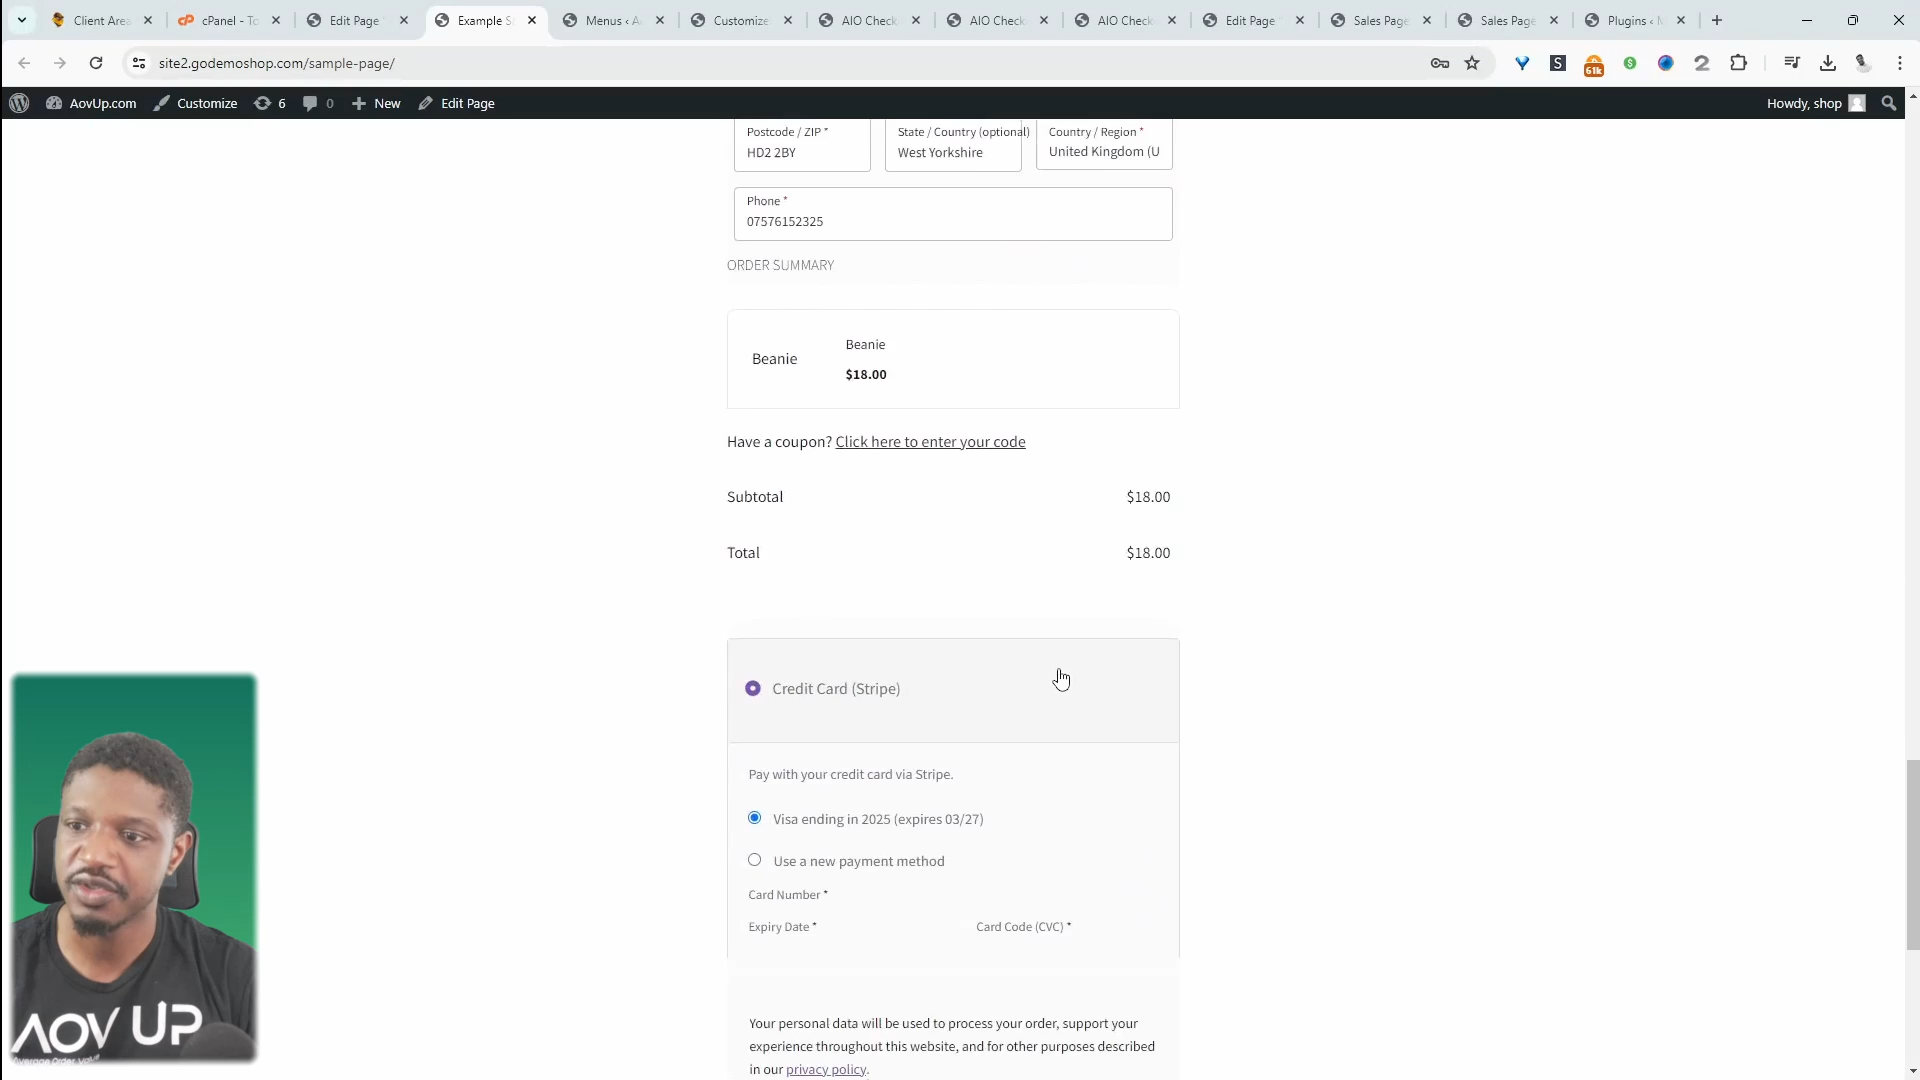 Client Area
cPanel - To
Edit Page
Example S
Menus ‹ A
Customize
AIO Check
AIO Check
AIO Check
Edit Page
Sales Page
Sales Page
Plugins ‹
site2.godemoshop.com/sample-page/
61k
AovUp.com
Customize
6
0
New
Edit Page
Howdy, shop
Postcode / ZIP *
State / Country (optional)
Country / Region *
HD2 2BY
West Yorkshire
United Kingdom (U
Phone *
07576152325
ORDER SUMMARY
Beanie
Beanie
$18.00
Have a coupon? Click here to enter your code
Subtotal
$18.00
Total
$18.00
Credit Card (Stripe)
Pay with your credit card via Stripe.
Visa ending in 2025 (expires 03/27)
Use a new payment method
Card Number *
Expiry Date *
Card Code (CVC) *
Your personal data will be used to process your order, support your
experience throughout this website, and for other purposes described
in our privacy policy.
AOV UP
Average Order Value